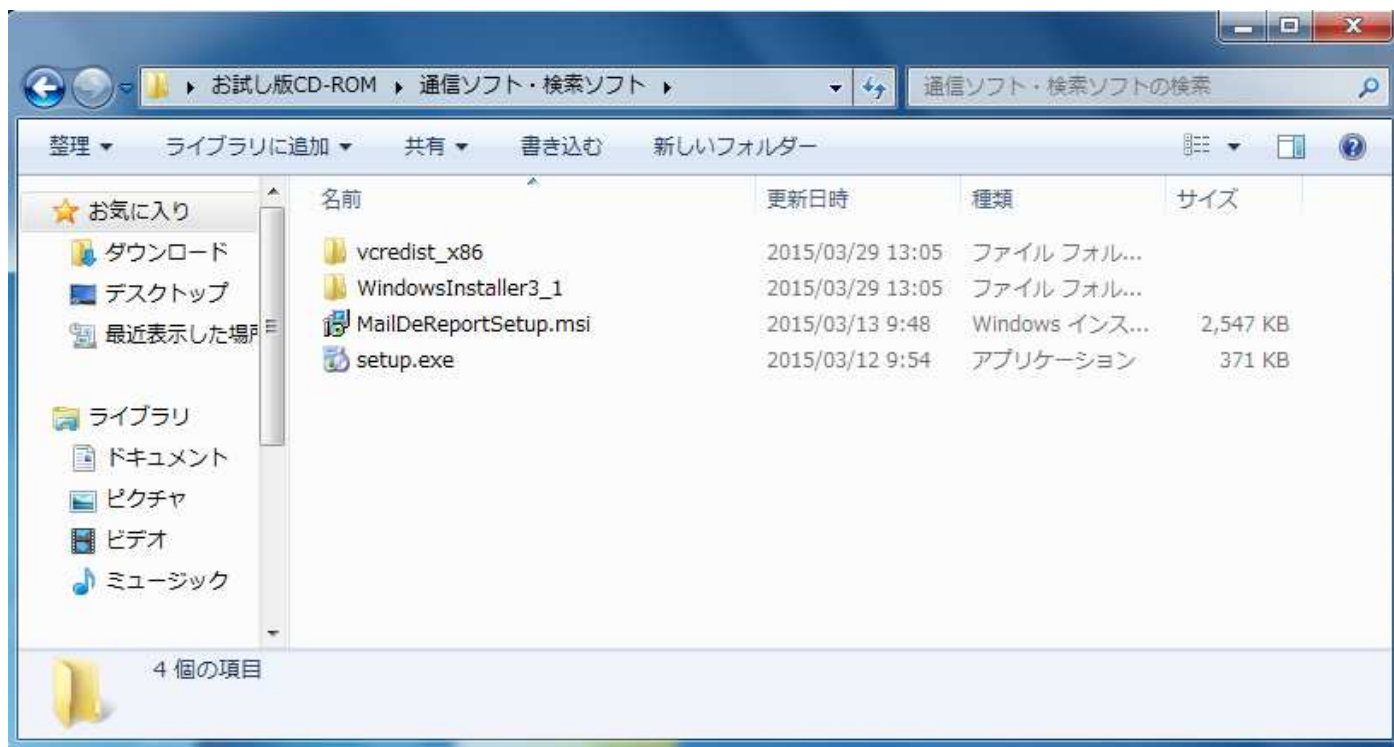 お試し版CD-ROM 通信ソフト・検索ソフト 通信ソフト・検索ソフトの検索
整理 ライブラリに追加 共有 書き込む 新しいフォルダー
お気に入り
ダウンロード
デスクトップ
最近表示した場所
ライブラリ
ドキュメント
ピクチャ
ビデオ
ミュージック
名前 更新日時 種類 サイズ
vcredist_x86 2015/03/29 13:05 ファイル フォル...
WindowsInstaller3_1 2015/03/29 13:05 ファイル フォル...
MailDeReportSetup.msi 2015/03/13 9:48 Windows インス... 2,547 KB
setup.exe 2015/03/12 9:54 アプリケーション 371 KB
4 個の項目